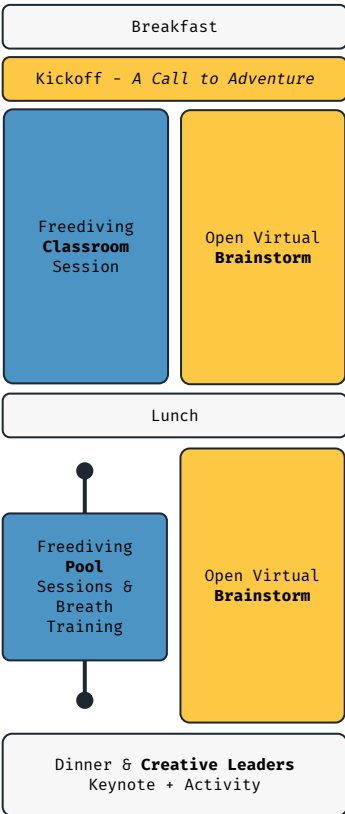 Breakfast
Kickoff - A Call to Adventure
Freediving
Classroom
Session
Open Virtual
Brainstorm
Lunch
Freediving
Pool
Sessions &
Breath
Training
Open Virtual
Brainstorm
Dinner & Creative Leaders
Keynote + Activity